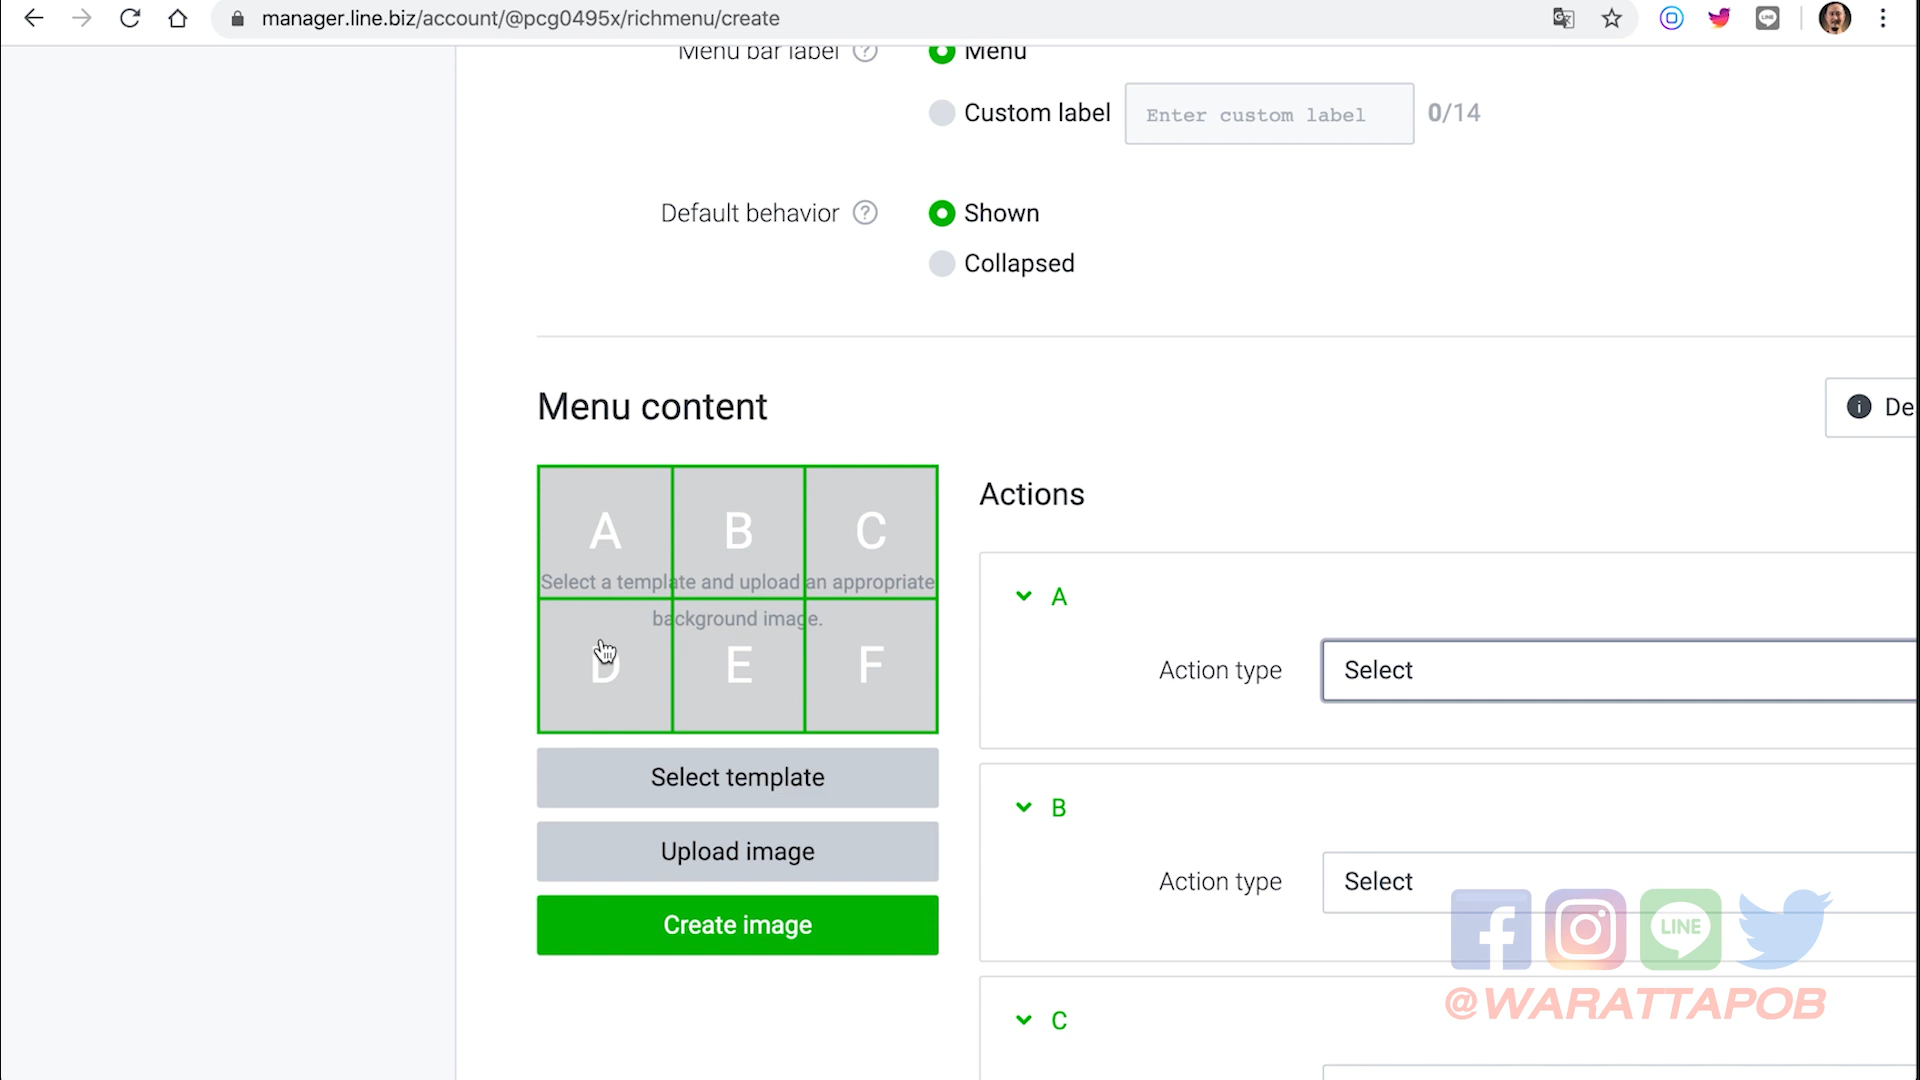 manager.line.biz/account/@pcg0495x/richmenu/create
Menu bar label ?
Menu
Custom label
Enter custom label
0/14
Default behavior ?
Shown
Collapsed
Menu content
i De
A B C
Select a template and upload an appropriate
background image.
D E F
Select template
Upload image
Create image
Actions
A
Action type
Select
B
Action type
Select
C
LINE
@WARATTAPOB